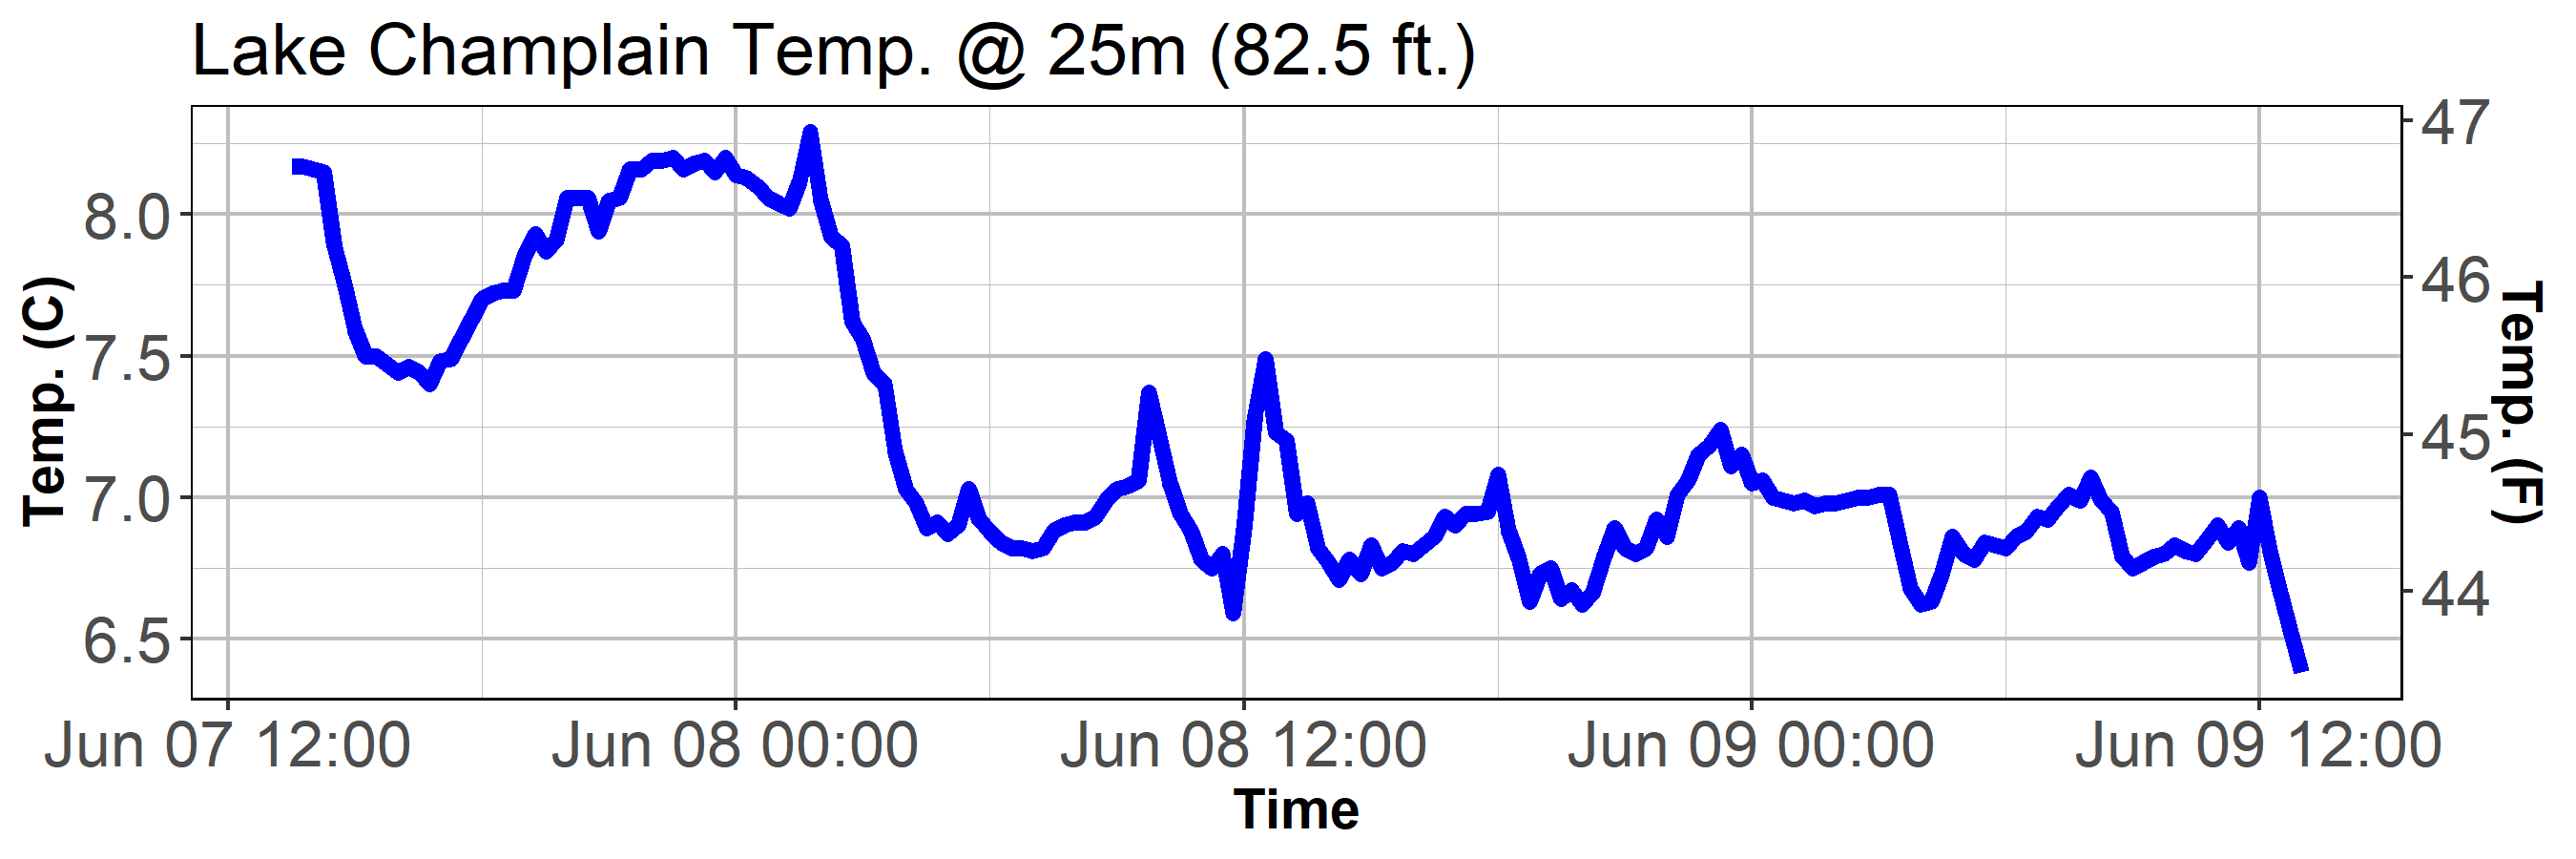 Lake Champlain Temp. @ 25m (82.5 ft.)
Temp. (C)
8.0
7.5
7.0
6.5
47
46
45
44
Temp. (F)
Jun 07 12:00
Jun 08 00:00
Jun 08 12:00
Jun 09 00:00
Jun 09 12:00
Time